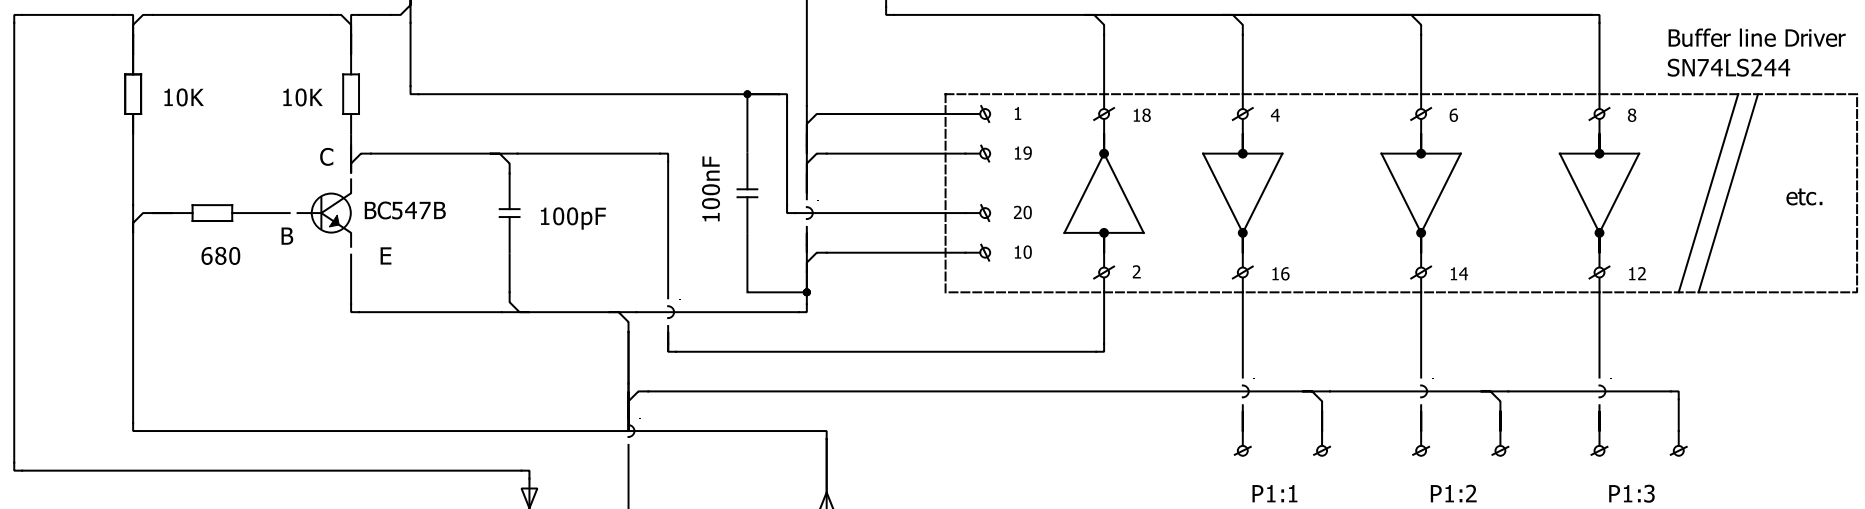 Buffer line Driver
SN74LS244
10K
10K
1
18
4
6
8
C
19
100nF
BC547B
100pF
20
etc.
B
680
E
10
2
16
14
12
P1:1
P1:2
P1:3